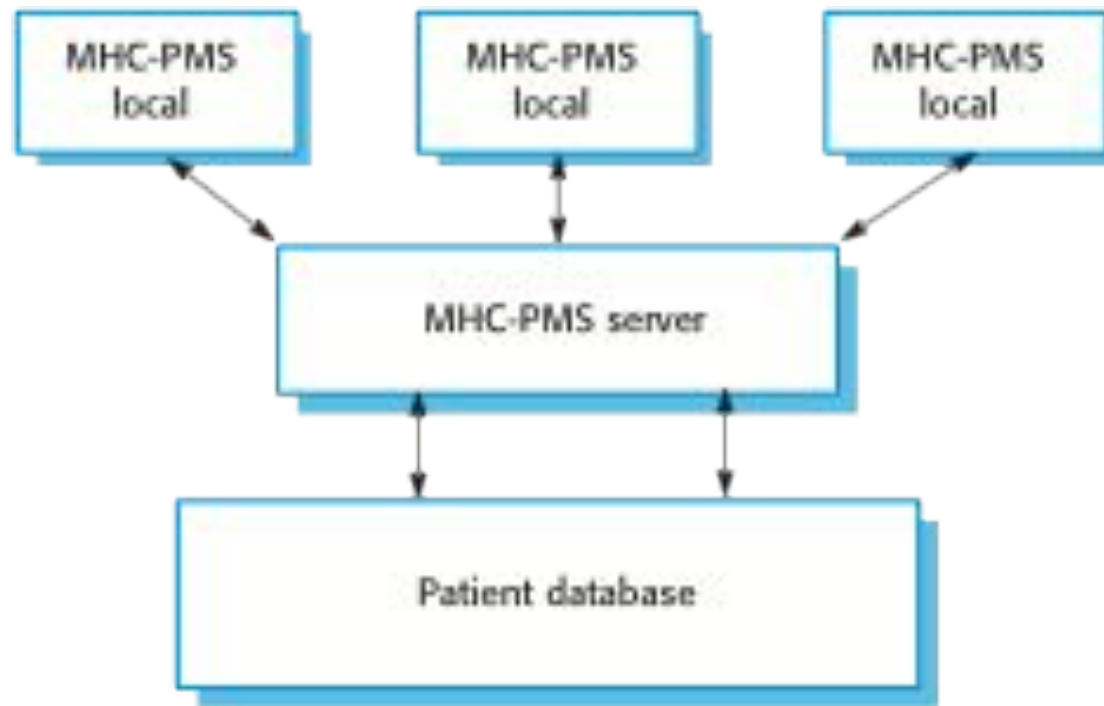 MHC-PMS
local
MHC-PMS
local
MHC-PMS
local
MHC-PMS server
Patient database